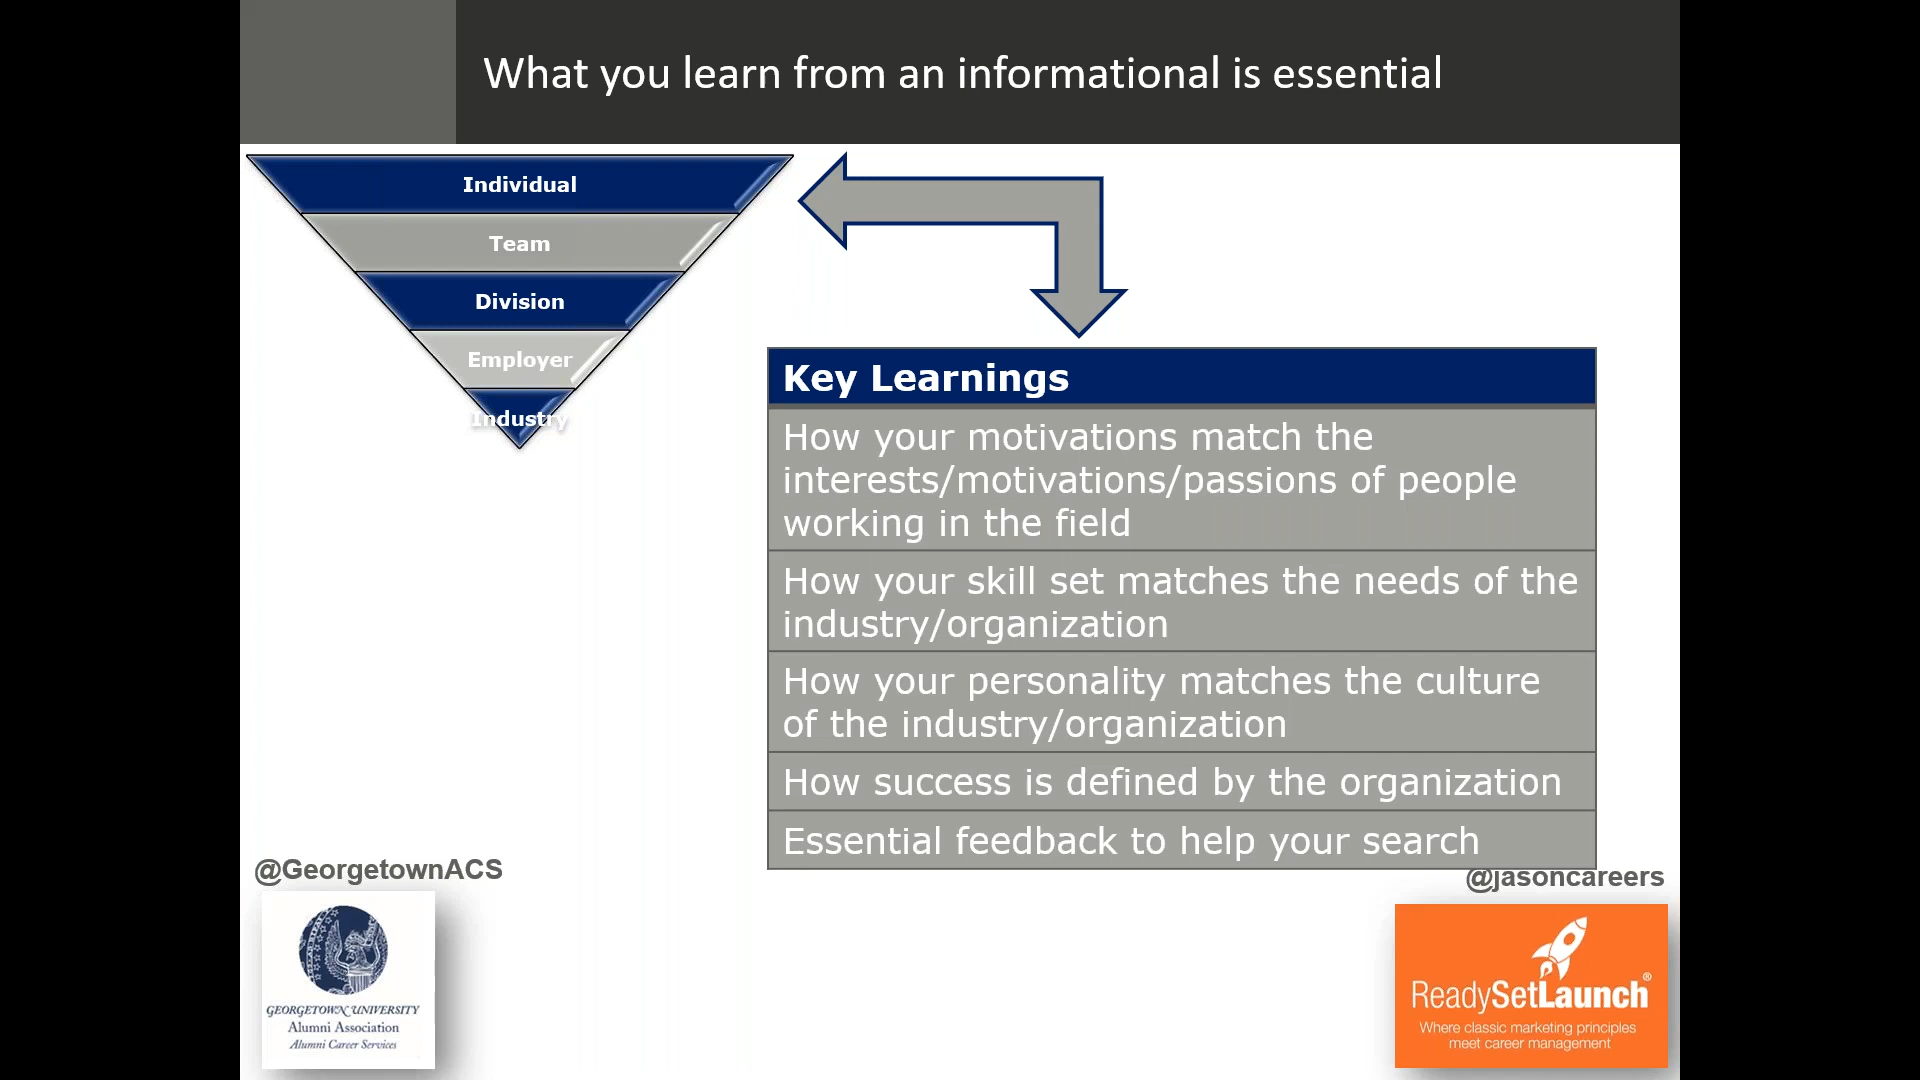 What you learn from an informational is essential
Individual
Team
Division
Employer
Industry
Key Learnings
How your motivations match the
interests/motivations/passions of people
working in the field
How your skill set matches the needs of the
industry/organization
How your personality matches the culture
of the industry/organization
How success is defined by the organization
Essential feedback to help your search
@GeorgetownACS
GEORGETOWN UNIVERSITY
Alumni Association
Alumni Career Services
@jasoncareers
ReadySetLaunch®
Where classic marketing principles
meet career management